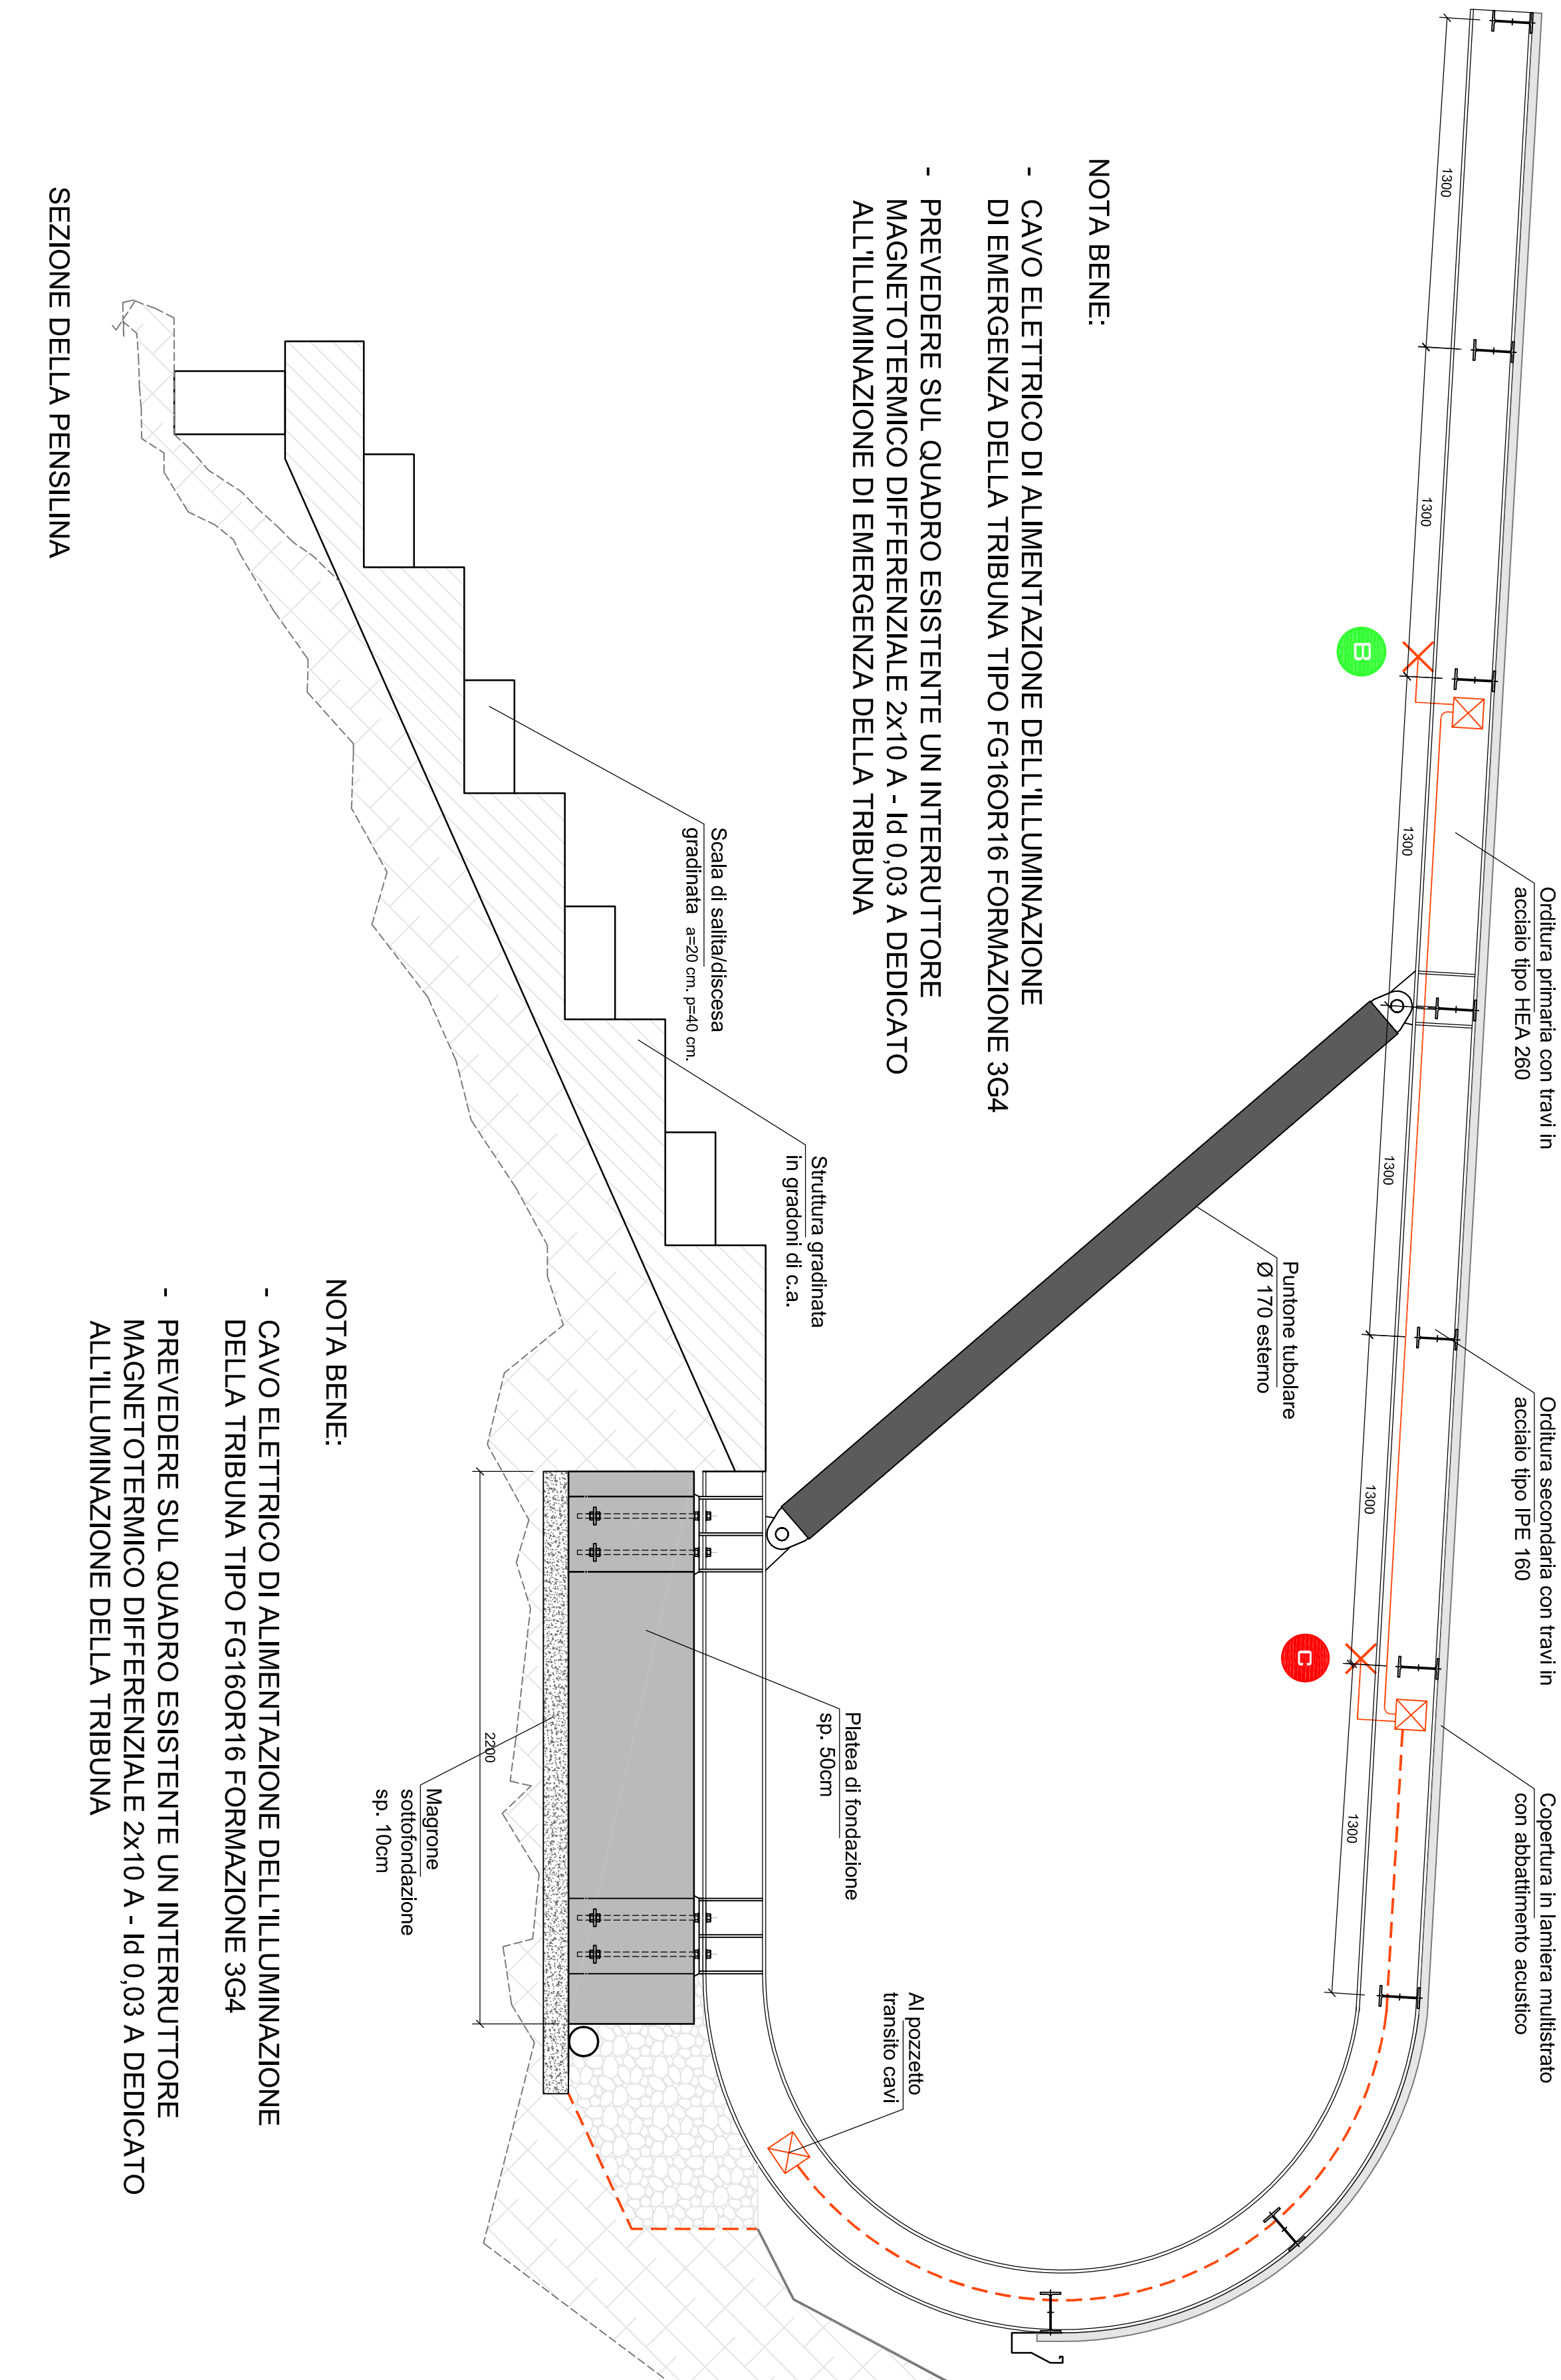 Orditura primaria con travi in
acciaio tipo HEA 260
Orditura secondaria con travi in
acciaio tipo IPE 160
Copertura in lamiera multistrato
con abbattimento acustico
1300
1300
1300
1300
1300
1300
B
C
Puntone tubolare
Ø 170 esterno
NOTA BENE:
- CAVO ELETTRICO DI ALIMENTAZIONE DELL'ILLUMINAZIONE
DI EMERGENZA DELLA TRIBUNA TIPO FG16OR16 FORMAZIONE 3G4
- PREVEDERE SUL QUADRO ESISTENTE UN INTERRUTTORE
MAGNETOTERMICO DIFFERENZIALE 2x10 A - Id 0,03 A DEDICATO
ALL'ILLUMINAZIONE DI EMERGENZA DELLA TRIBUNA
Al pozzetto
transito cavi
Platea di fondazione
sp. 50cm
Struttura gradinata
in gradoni di c.a.
Scala di salita/discesa
gradinata a=20 cm. p=40 cm.
2200
Magrone
sottofondazione
sp. 10cm
NOTA BENE:
- CAVO ELETTRICO DI ALIMENTAZIONE DELL'ILLUMINAZIONE
DELLA TRIBUNA TIPO FG16OR16 FORMAZIONE 3G4
- PREVEDERE SUL QUADRO ESISTENTE UN INTERRUTTORE
MAGNETOTERMICO DIFFERENZIALE 2x10 A - Id 0,03 A DEDICATO
ALL'ILLUMINAZIONE DELLA TRIBUNA
SEZIONE DELLA PENSILINA